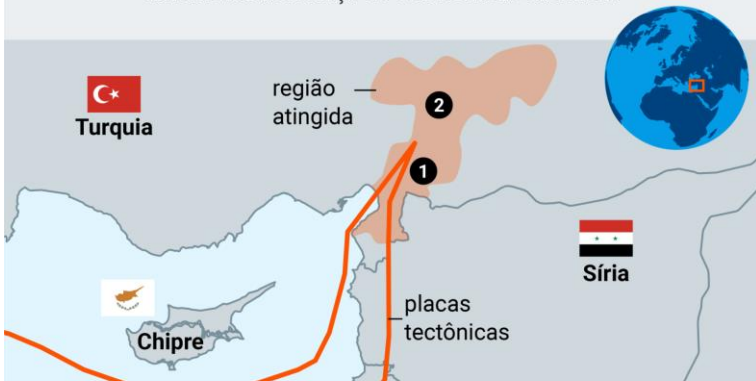 região
atingida
2
Turquia
1
Síria
placas
tectônicas
Chipre